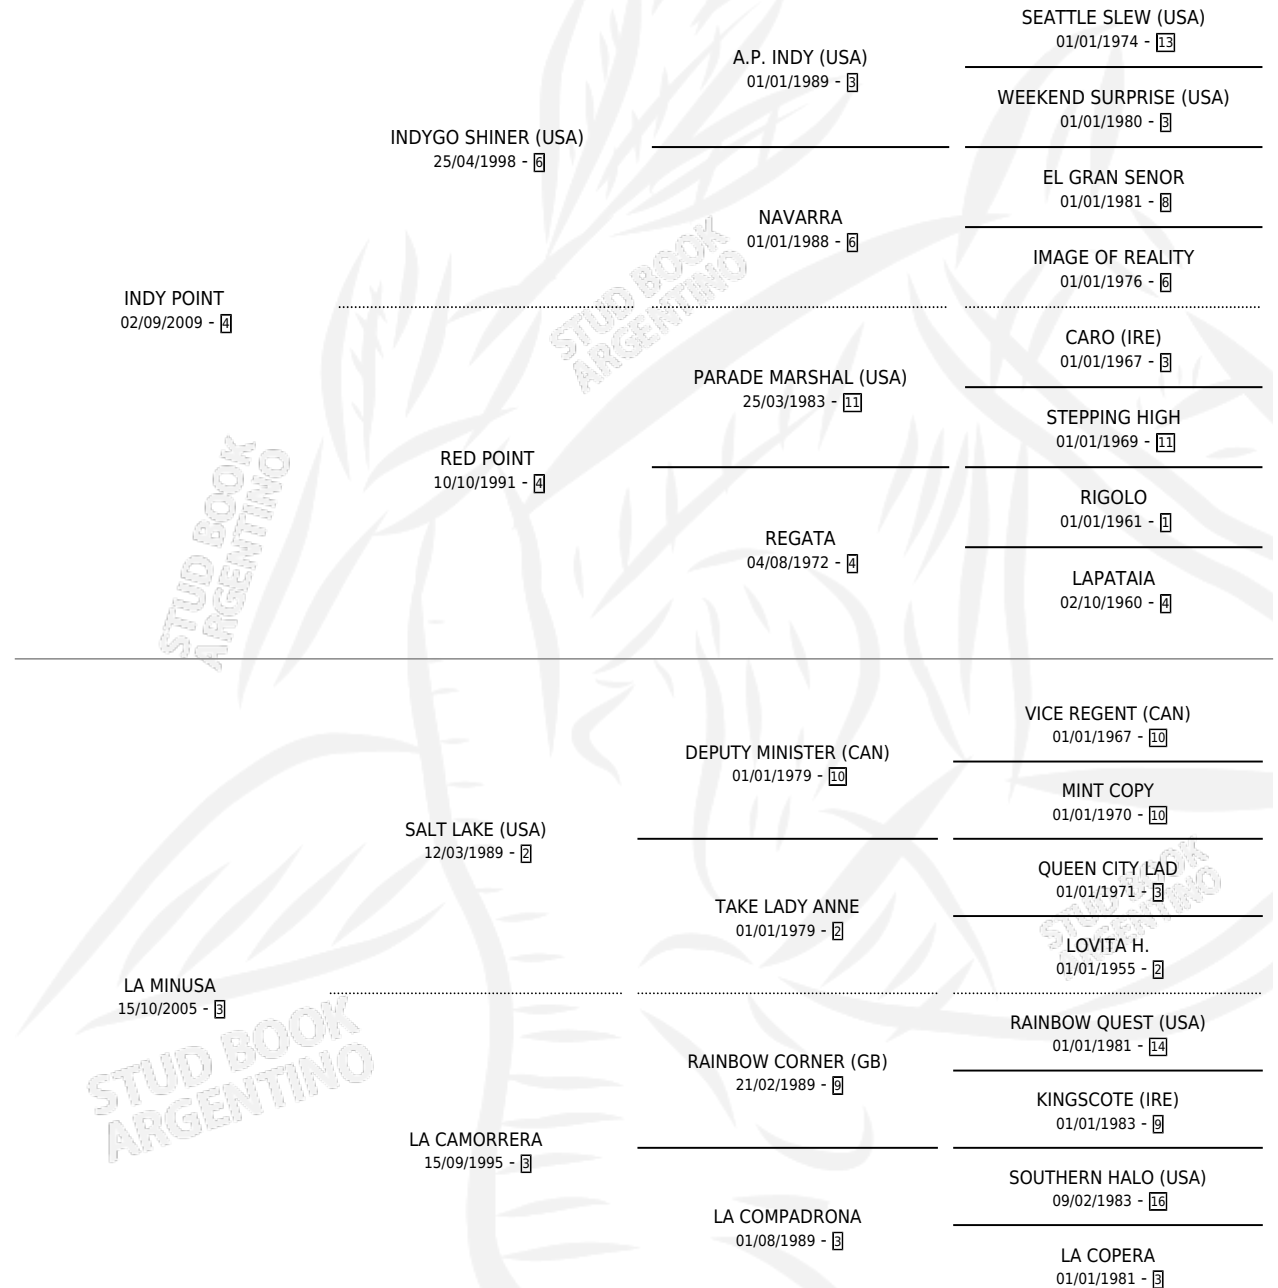 SEATTLE SLEW (USA)
01/01/1974 - 13
A.P. INDY (USA)
01/01/1989 - 3
WEEKEND SURPRISE (USA)
01/01/1980 - 3
INDYGO SHINER (USA)
25/04/1998 - 6
EL GRAN SENOR
01/01/1981 - 8
NAVARRA
01/01/1988 - 6
IMAGE OF REALITY
01/01/1976 - 6
INDY POINT
02/09/2009 - 4
CARO (IRE)
01/01/1967 - 3
PARADE MARSHAL (USA)
25/03/1983 - 11
STEPPING HIGH
01/01/1969 - 11
RED POINT
10/10/1991 - 4
RIGOLO
01/01/1961 - 1
REGATA
04/08/1972 - 4
LAPATAIA
02/10/1960 - 4
STUD BOOK
ARGENTINO
STUD BOOK
ARGENTINO
VICE REGENT (CAN)
01/01/1967 - 10
DEPUTY MINISTER (CAN)
01/01/1979 - 10
MINT COPY
01/01/1970 - 10
SALT LAKE (USA)
12/03/1989 - 2
QUEEN CITY LAD
01/01/1971 - 3
TAKE LADY ANNE
01/01/1979 - 2
LOVITA H.
01/01/1955 - 2
STUD BOOK
ARGENTINO
LA MINUSA
15/10/2005 - 3
RAINBOW QUEST (USA)
01/01/1981 - 14
RAINBOW CORNER (GB)
21/02/1989 - 9
KINGSCOTE (IRE)
01/01/1983 - 9
LA CAMORRERA
15/09/1995 - 3
SOUTHERN HALO (USA)
09/02/1983 - 16
LA COMPADRONA
01/08/1989 - 3
LA COPERA
01/01/1981 - 3
STUD BOOK
ARGENTINO